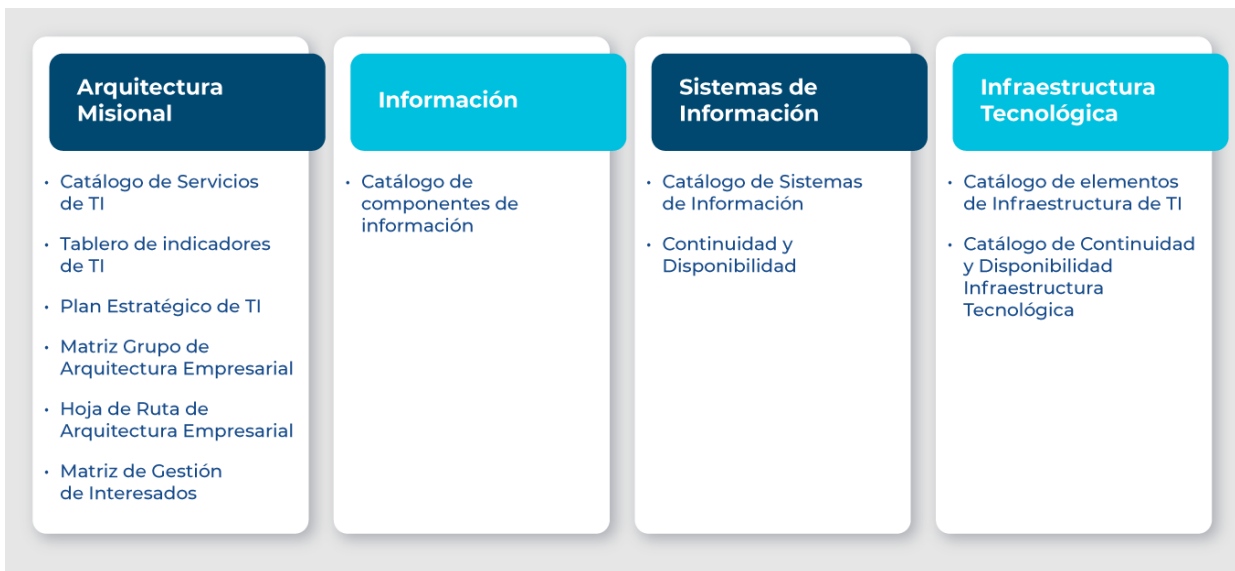 Arquitectura
Misional
• Catálogo de Servicios
de TI
• Tablero de indicadores
de TI
• Plan Estratégico de TI
• Matriz Grupo de
Arquitectura Empresarial
• Hoja de Ruta de
Arquitectura Empresarial
• Matriz de Gestión
de Interesados
Información
• Catálogo de
componentes de
información
Sistemas de
Información
• Catálogo de Sistemas
de Información
• Continuidad y
Disponibilidad
Infraestructura
Tecnológica
• Catálogo de elementos
de Infraestructura de TI
• Catálogo de Continuidad
y Disponibilidad
Infraestructura
Tecnológica